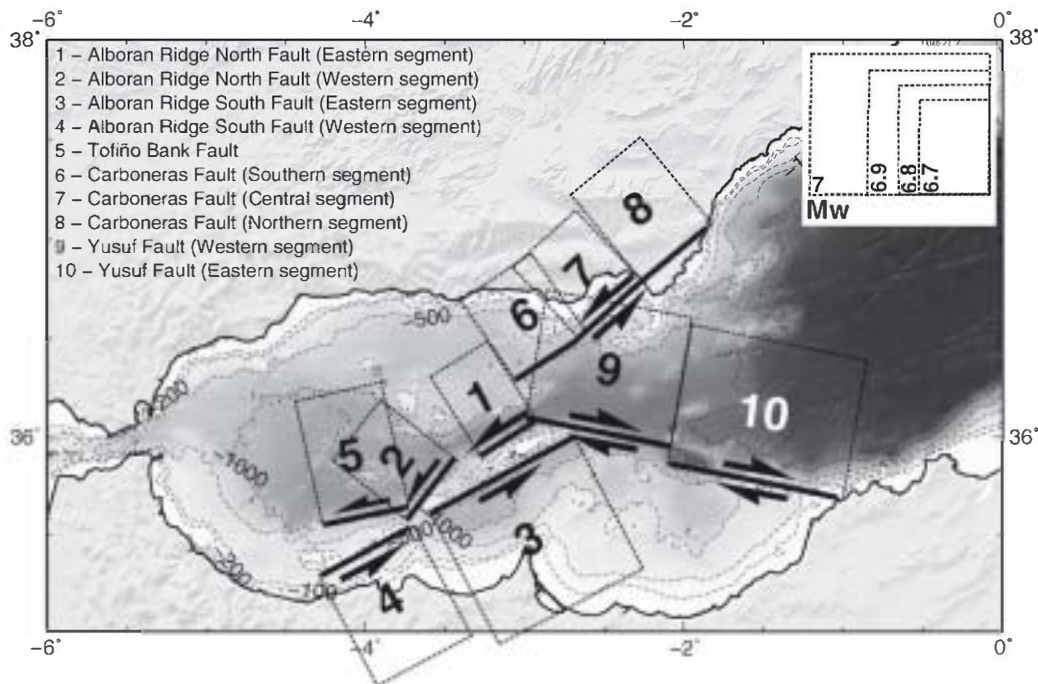 -6°
-4°
-2°
0°
38°
38°
1 – Alboran Ridge North Fault (Eastern segment)
2 – Alboran Ridge North Fault (Western segment)
3 – Alboran Ridge South Fault (Eastern segment)
4 – Alboran Ridge South Fault (Western segment)
5 – Tofiño Bank Fault
6 – Carboneras Fault (Southern segment)
7 – Carboneras Fault (Central segment)
8 – Carboneras Fault (Northern segment)
9 – Yusuf Fault (Western segment)
10 – Yusuf Fault (Eastern segment)
7
6.9
6.8
6.7
Mw
8
7
6
-500
9
1
10
-200
36°
36°
5
2
-1000
3
-200
-100
4
-6°
-4°
-2°
0°